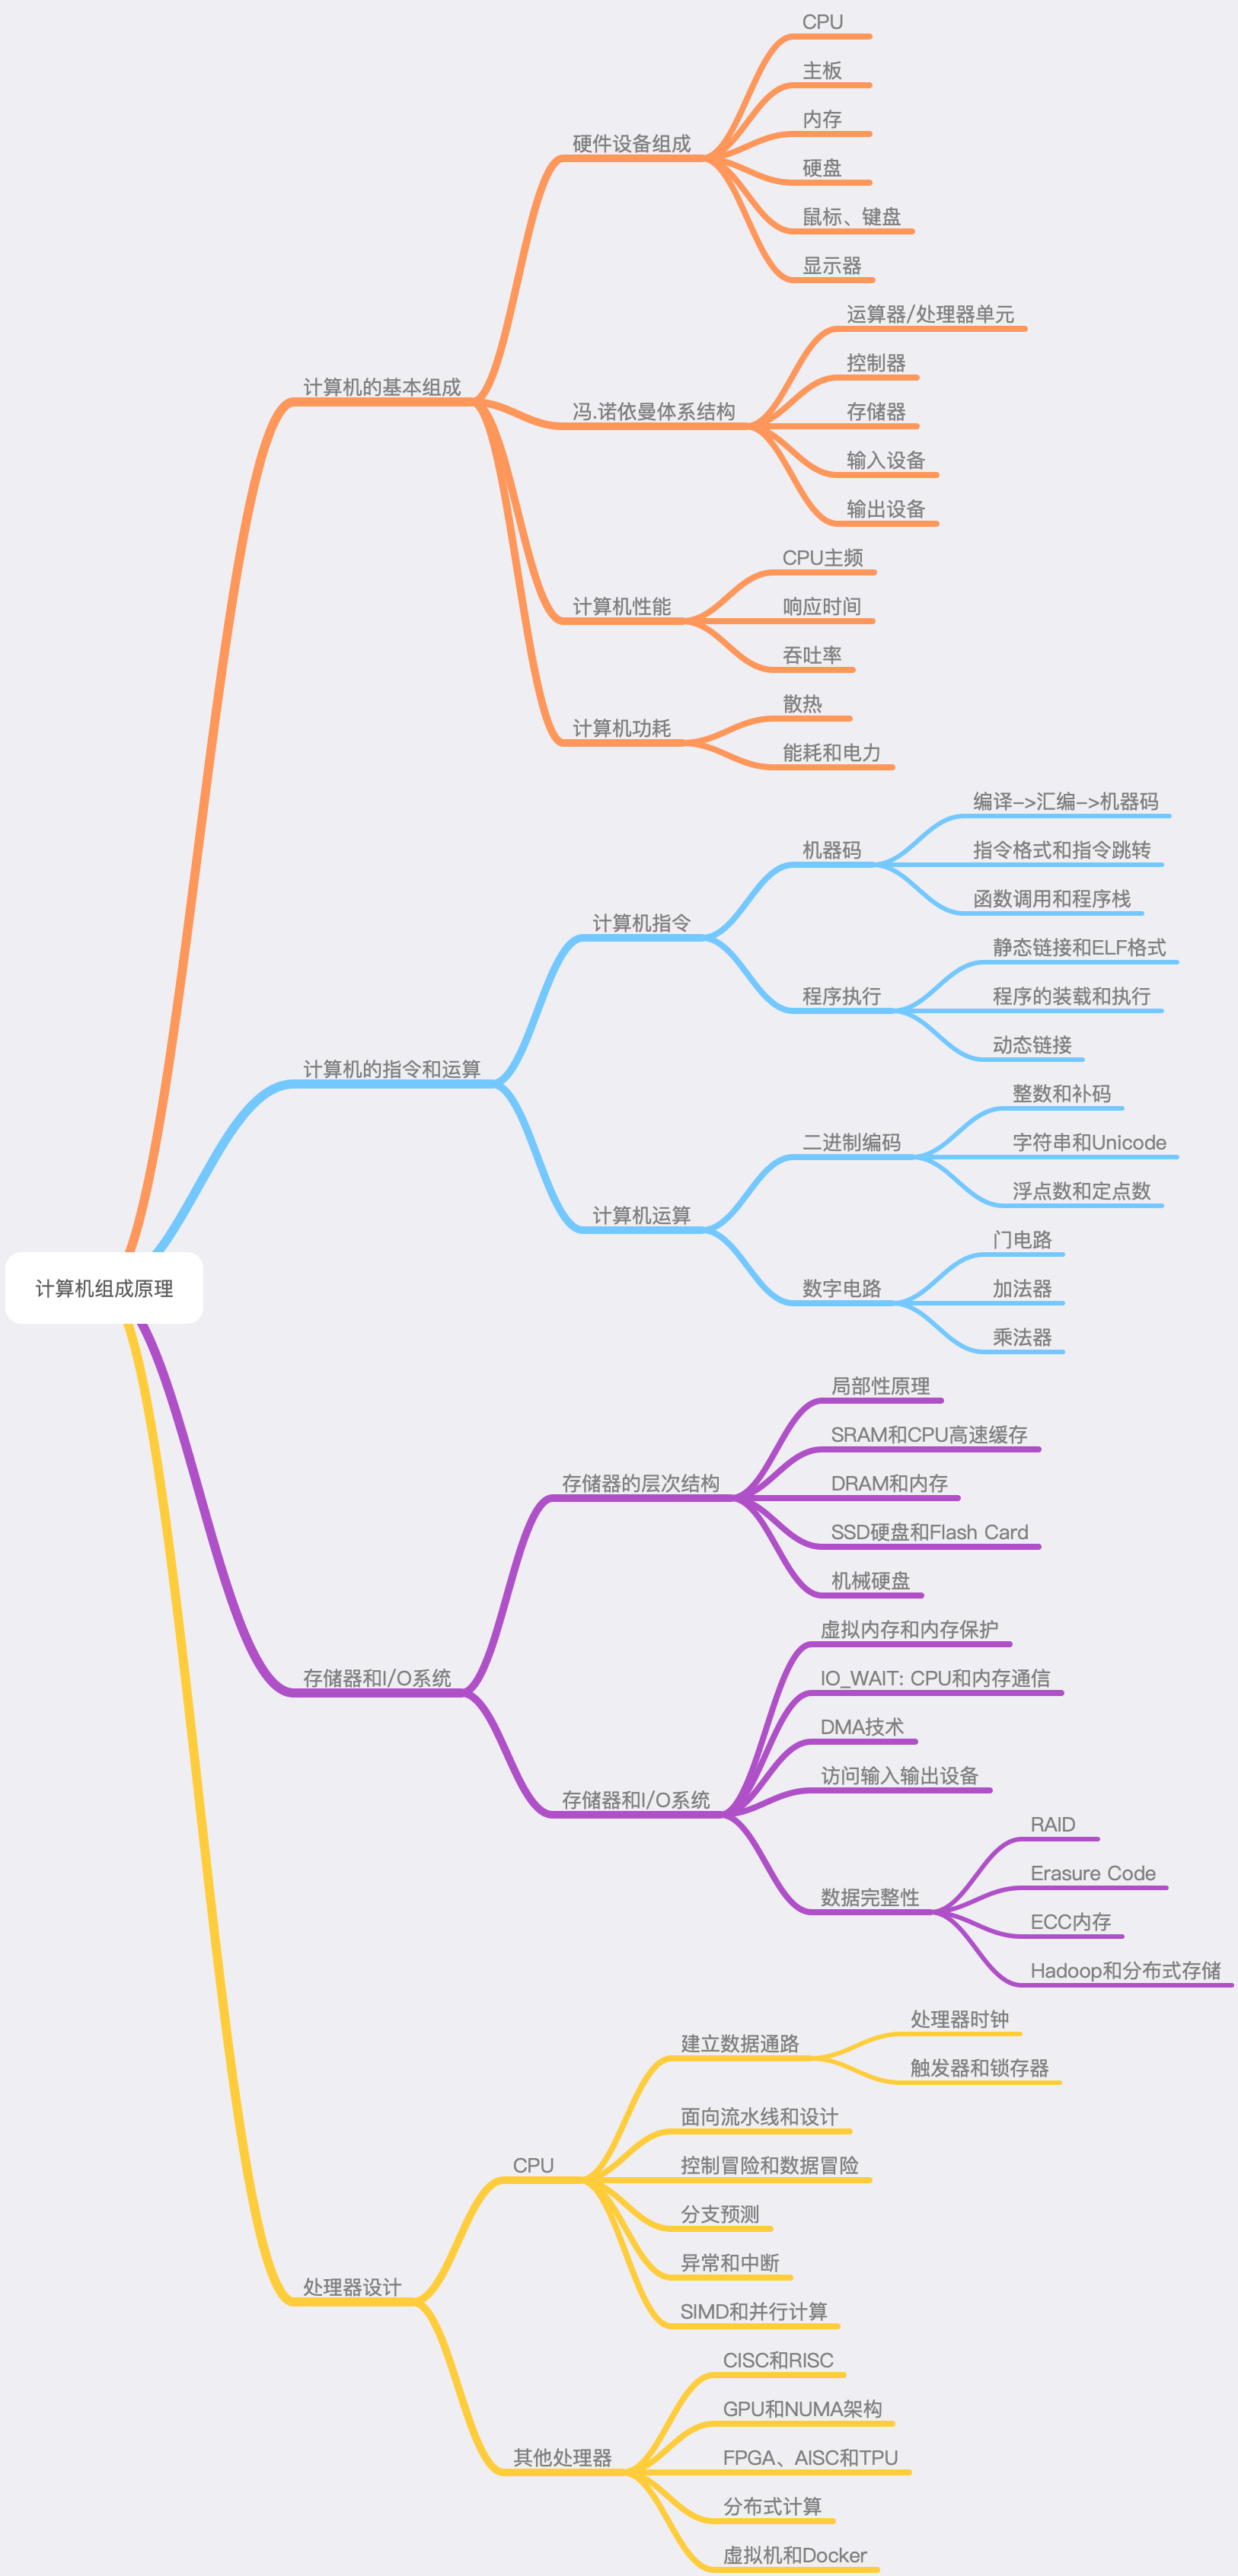 计算机组成原理
计算机的基本组成
硬件设备组成
CPU
主板
内存
硬盘
鼠标、键盘
显示器
冯.诺依曼体系结构
运算器/处理器单元
控制器
存储器
输入设备
输出设备
计算机性能
CPU主频
响应时间
吞吐率
计算机功耗
散热
能耗和电力
计算机的指令和运算
计算机指令
机器码
编译->汇编->机器码
指令格式和指令跳转
函数调用和程序栈
程序执行
静态链接和ELF格式
程序的装载和执行
动态链接
计算机运算
二进制编码
整数和补码
字符串和Unicode
浮点数和定点数
数字电路
门电路
加法器
乘法器
存储器和I/O系统
存储器的层次结构
局部性原理
SRAM和CPU高速缓存
DRAM和内存
SSD硬盘和Flash Card
机械硬盘
存储器和I/O系统
虚拟内存和内存保护
IO_WAIT: CPU和内存通信
DMA技术
访问输入输出设备
数据完整性
RAID
Erasure Code
ECC内存
Hadoop和分布式存储
处理器设计
CPU
建立数据通路
处理器时钟
触发器和锁存器
面向流水线和设计
控制冒险和数据冒险
分支预测
异常和中断
SIMD和并行计算
其他处理器
CISC和RISC
GPU和NUMA架构
FPGA、AISC和TPU
分布式计算
虚拟机和Docker